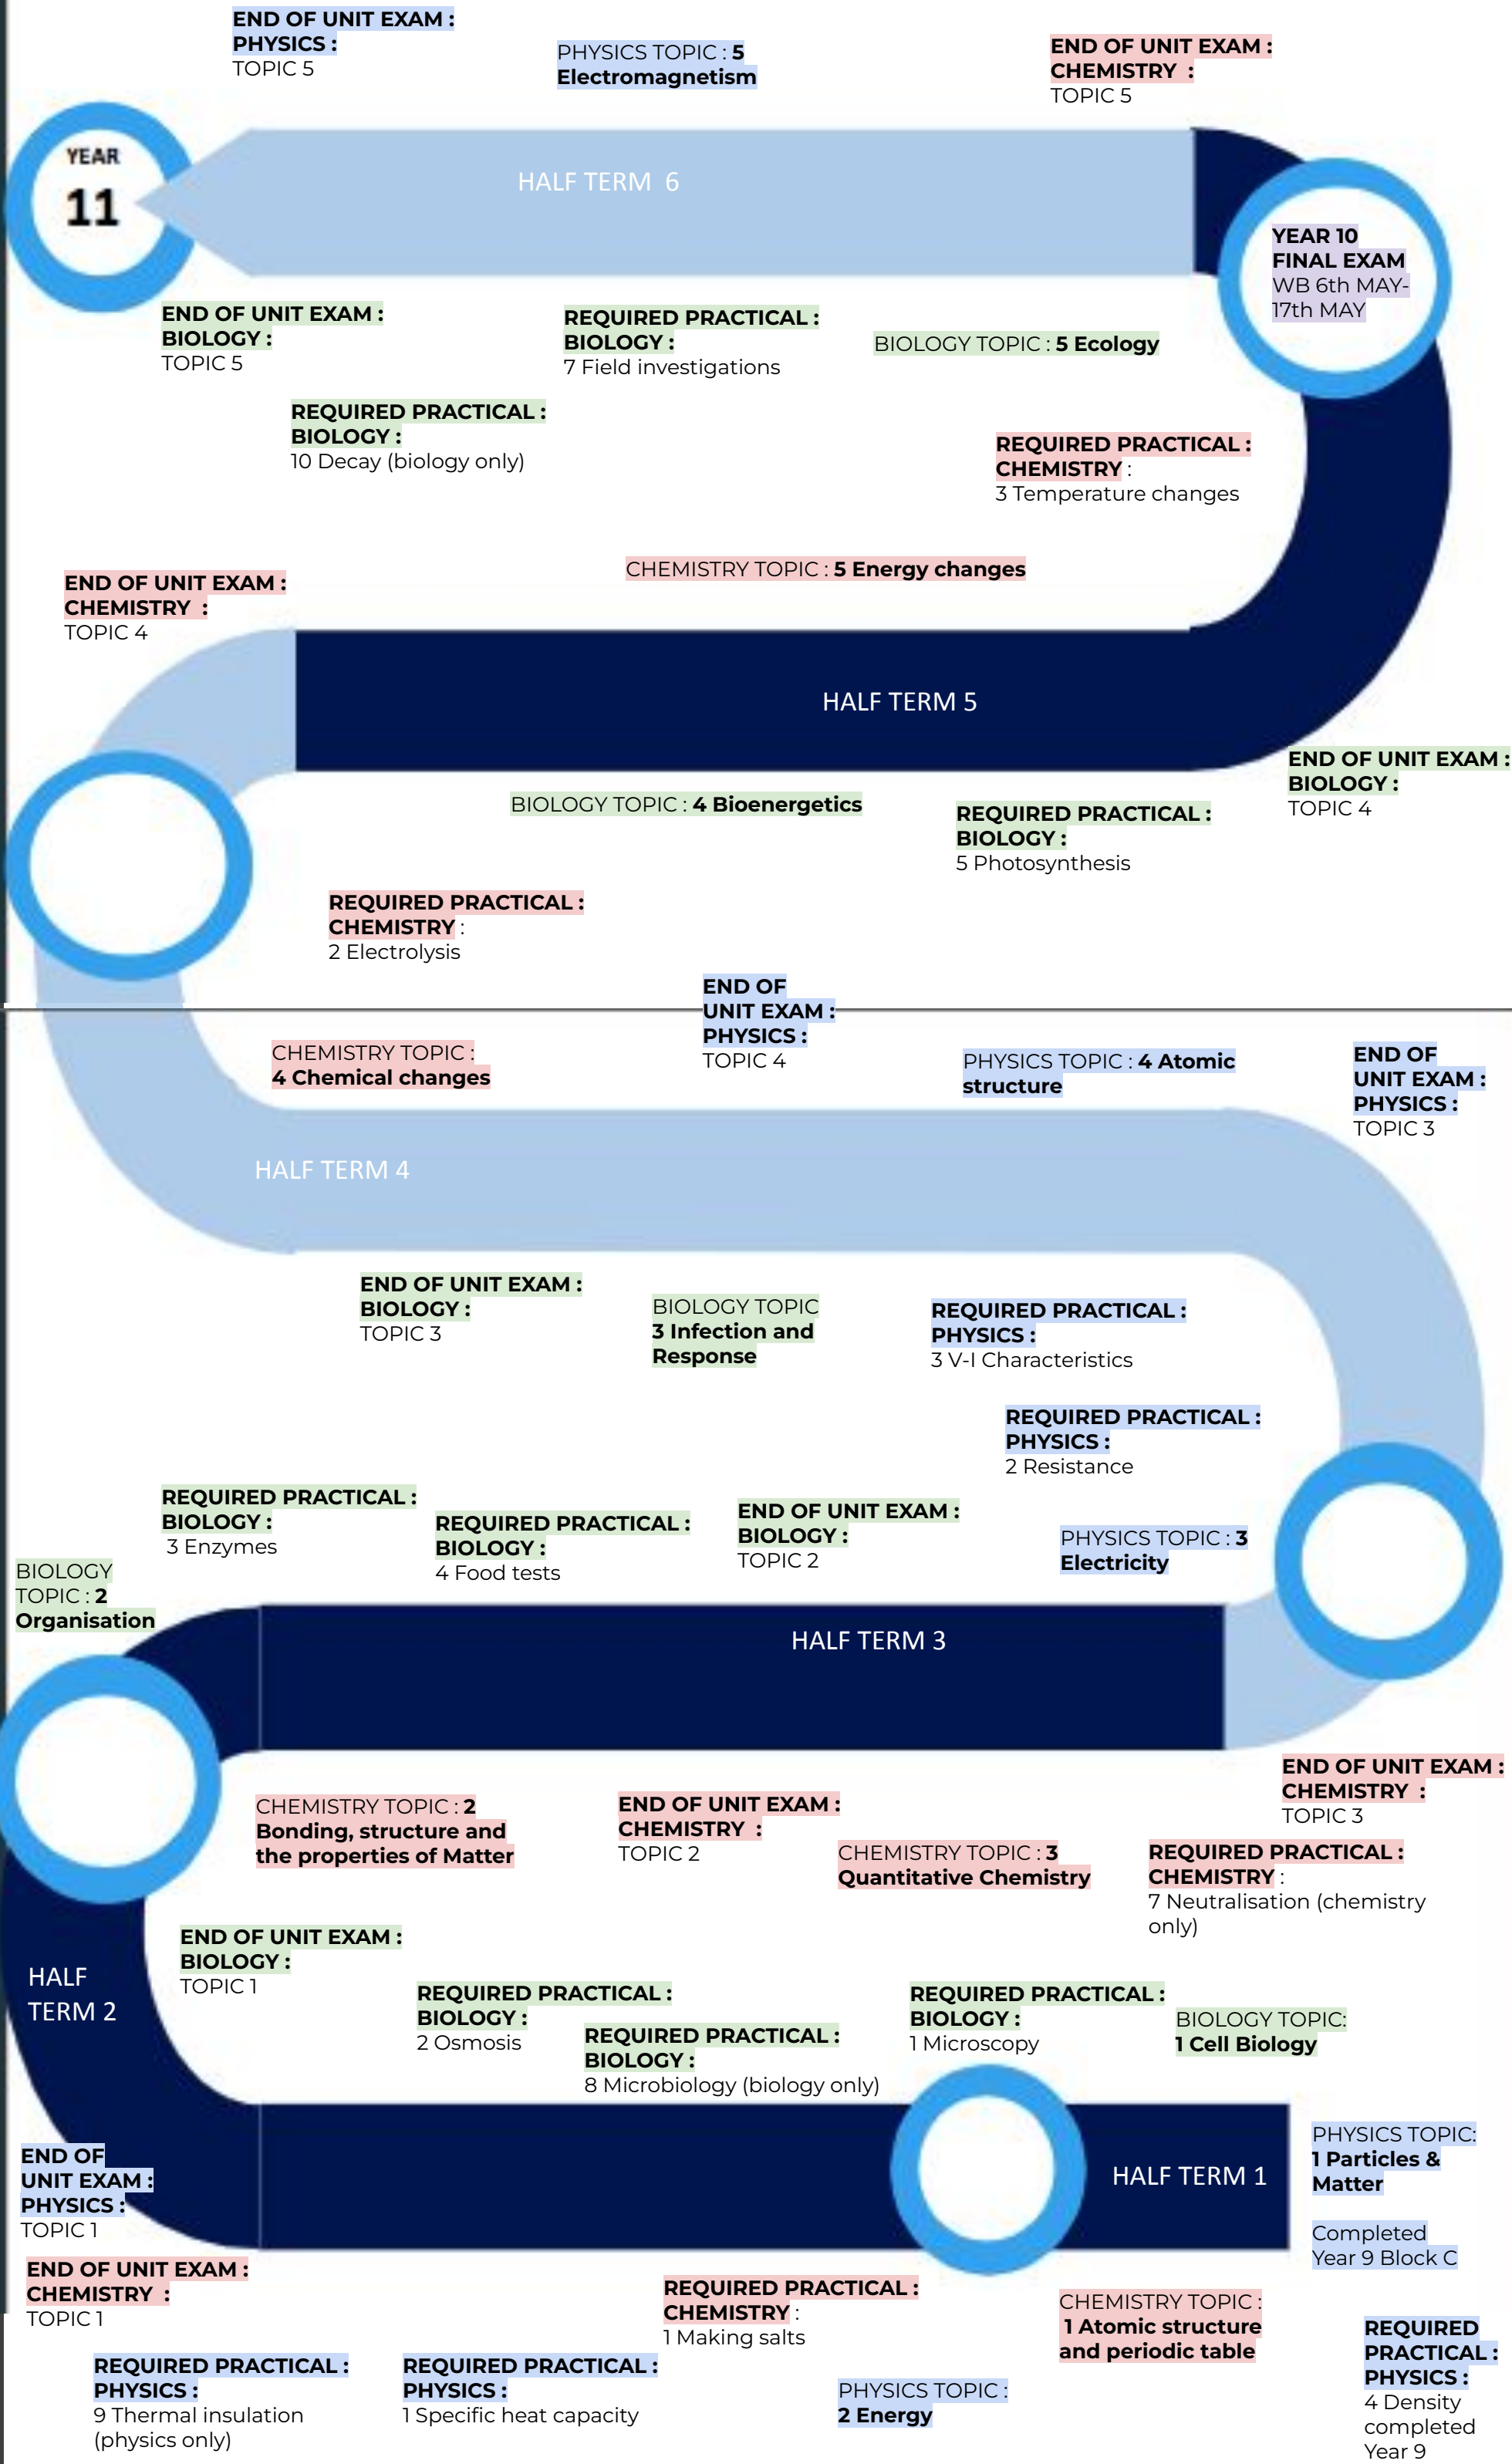 END OF UNIT EXAM :
PHYSICS :
TOPIC 5
PHYSICS TOPIC : 5
Electromagnetism
END OF UNIT EXAM :
CHEMISTRY :
TOPIC 5
YEAR
11
HALF TERM 6
YEAR 10
FINAL EXAM
WB 6th MAY-
17th MAY
END OF UNIT EXAM :
BIOLOGY :
TOPIC 5
REQUIRED PRACTICAL :
BIOLOGY :
7 Field investigations
BIOLOGY TOPIC : 5 Ecology
REQUIRED PRACTICAL :
BIOLOGY :
10 Decay (biology only)
REQUIRED PRACTICAL :
CHEMISTRY :
3 Temperature changes
CHEMISTRY TOPIC : 5 Energy changes
END OF UNIT EXAM :
CHEMISTRY :
TOPIC 4
HALF TERM 5
END OF UNIT EXAM :
BIOLOGY :
TOPIC 4
BIOLOGY TOPIC : 4 Bioenergetics
REQUIRED PRACTICAL :
BIOLOGY :
5 Photosynthesis
REQUIRED PRACTICAL :
CHEMISTRY :
2 Electrolysis
END OF
UNIT EXAM :
PHYSICS :
TOPIC 4
CHEMISTRY TOPIC :
4 Chemical changes
PHYSICS TOPIC : 4 Atomic
structure
END OF
UNIT EXAM :
PHYSICS :
TOPIC 3
HALF TERM 4
END OF UNIT EXAM :
BIOLOGY :
TOPIC 3
BIOLOGY TOPIC
3 Infection and
Response
REQUIRED PRACTICAL :
PHYSICS :
3 V-I Characteristics
REQUIRED PRACTICAL :
PHYSICS :
2 Resistance
REQUIRED PRACTICAL :
BIOLOGY :
3 Enzymes
REQUIRED PRACTICAL :
BIOLOGY :
4 Food tests
END OF UNIT EXAM :
BIOLOGY :
TOPIC 2
PHYSICS TOPIC : 3
Electricity
BIOLOGY
TOPIC : 2
Organisation
HALF TERM 3
END OF UNIT EXAM :
CHEMISTRY :
TOPIC 3
CHEMISTRY TOPIC : 2
Bonding, structure and
the properties of Matter
END OF UNIT EXAM :
CHEMISTRY :
TOPIC 2
CHEMISTRY TOPIC : 3
Quantitative Chemistry
REQUIRED PRACTICAL :
CHEMISTRY :
7 Neutralisation (chemistry
only)
END OF UNIT EXAM :
BIOLOGY :
TOPIC 1
HALF
TERM 2
REQUIRED PRACTICAL :
BIOLOGY :
2 Osmosis
REQUIRED PRACTICAL :
BIOLOGY :
8 Microbiology (biology only)
REQUIRED PRACTICAL :
BIOLOGY :
1 Microscopy
BIOLOGY TOPIC:
1 Cell Biology
END OF
UNIT EXAM :
PHYSICS :
TOPIC 1
HALF TERM 1
PHYSICS TOPIC:
1 Particles &
Matter
Completed
Year 9 Block C
END OF UNIT EXAM :
CHEMISTRY :
TOPIC 1
REQUIRED PRACTICAL :
CHEMISTRY :
1 Making salts
CHEMISTRY TOPIC :
1 Atomic structure
and periodic table
REQUIRED
PRACTICAL :
PHYSICS :
4 Density
completed
Year 9
REQUIRED PRACTICAL :
PHYSICS :
9 Thermal insulation
(physics only)
REQUIRED PRACTICAL :
PHYSICS :
1 Specific heat capacity
PHYSICS TOPIC :
2 Energy